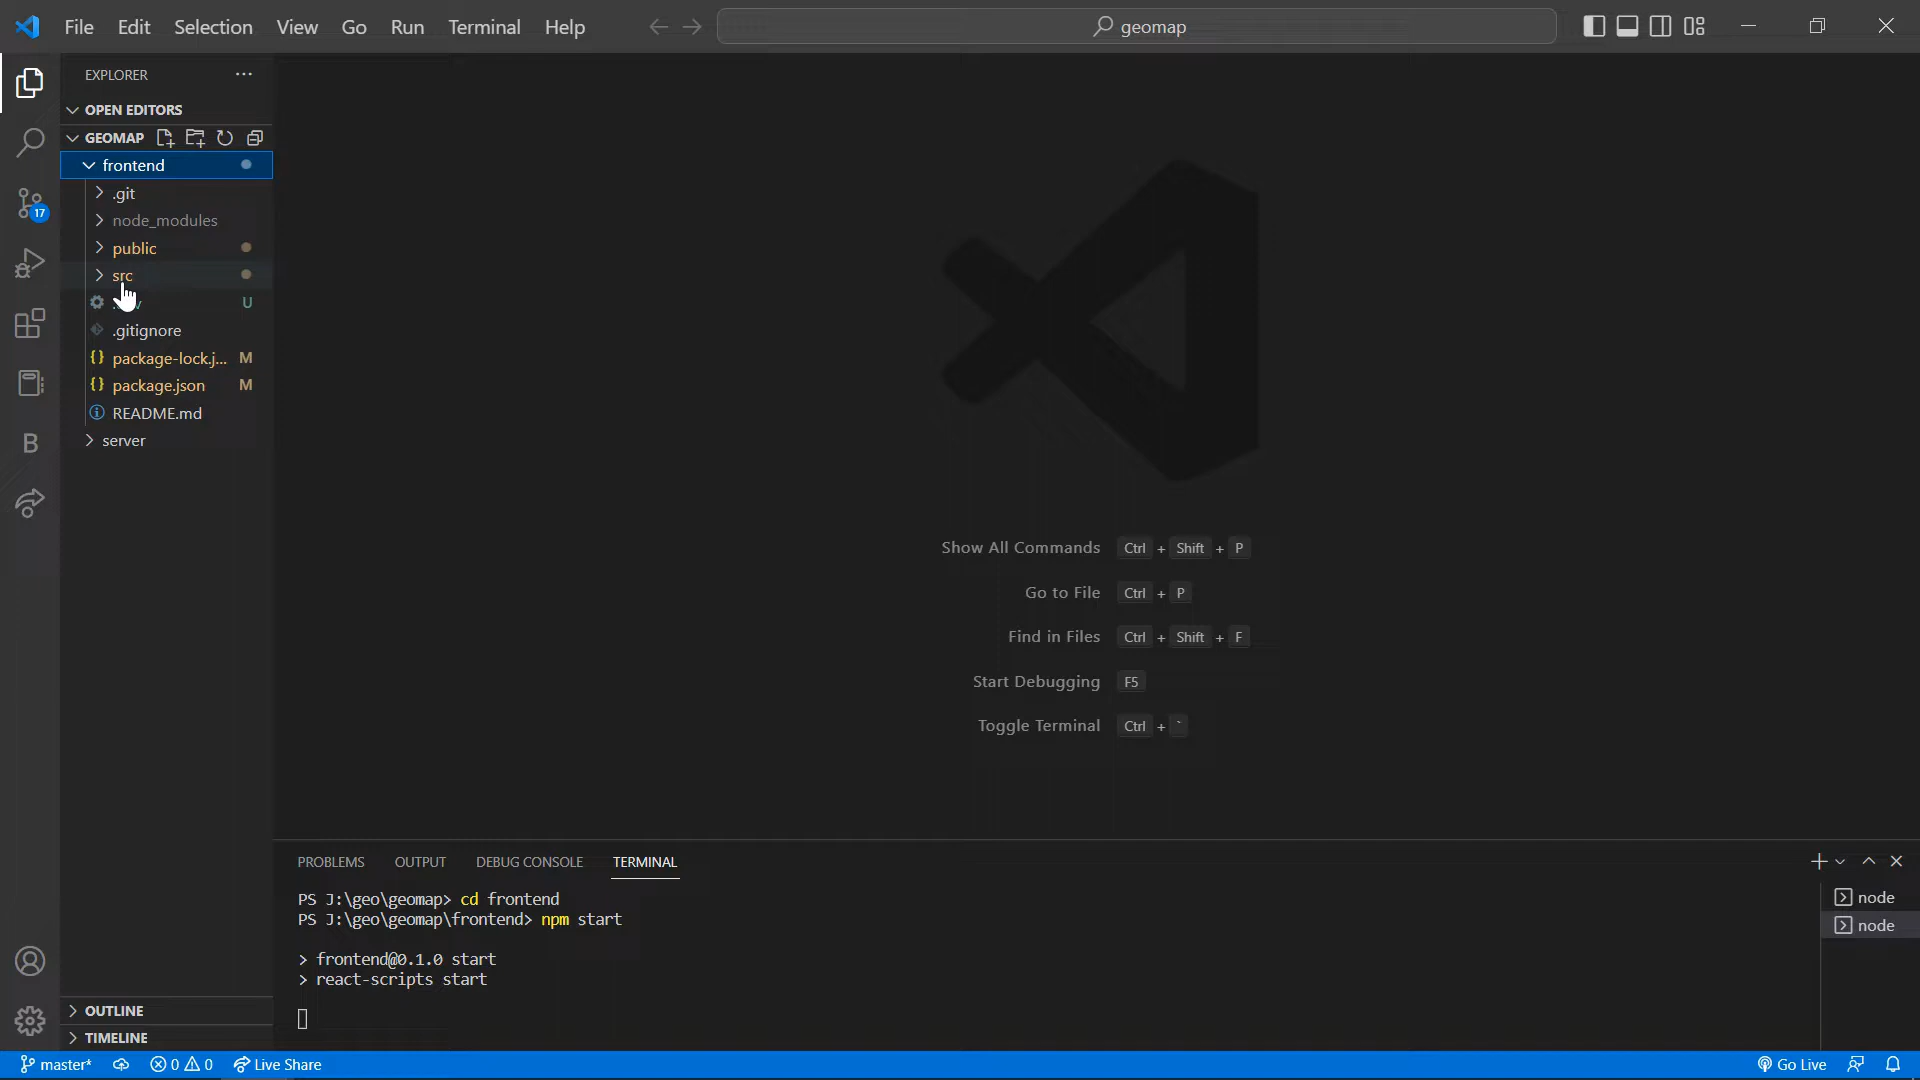 File Edit Selection View Go Run Terminal Help
geomap
EXPLORER
OPEN EDITORS
GEOMAP
frontend
.git
node_modules
public
src
U
.gitignore
package-lock.j... M
package.json M
README.md
server
17
B
Show All Commands Ctrl + Shift + P
Go to File Ctrl + P
Find in Files Ctrl + Shift + F
Start Debugging F5
Toggle Terminal Ctrl + `
PROBLEMS OUTPUT DEBUG CONSOLE TERMINAL
PS J:\geo\geomap> cd frontend
PS J:\geo\geomap\frontend> npm start
> frontend@0.1.0 start
> react-scripts start
node
node
OUTLINE
TIMELINE
master* 0 0 Live Share Go Live